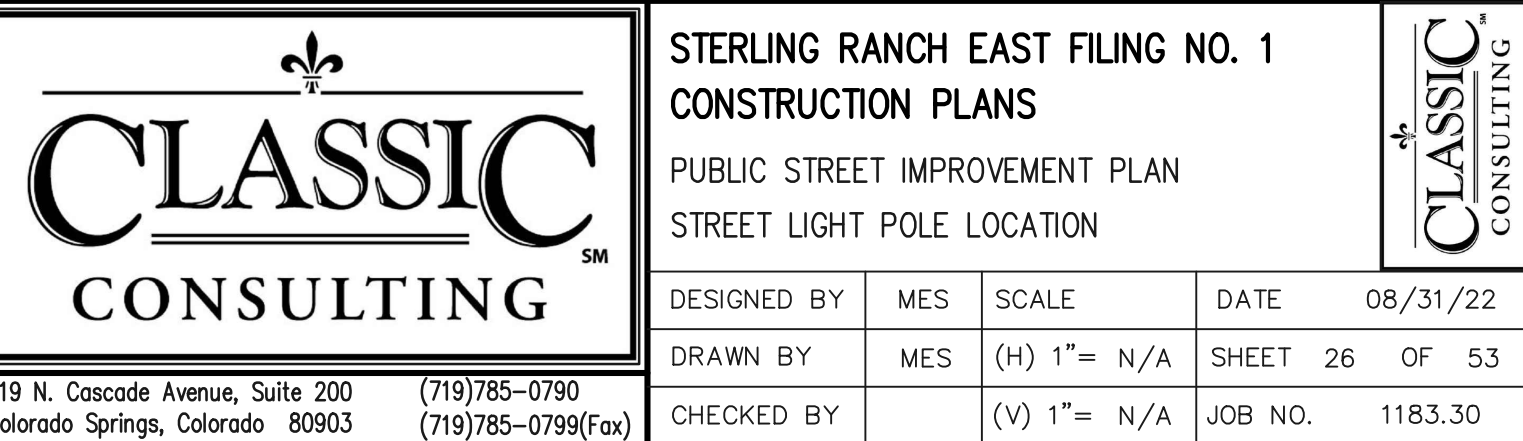 CLASSIC
SM
CONSULTING
19 N. Cascade Avenue, Suite 200
olorado Springs, Colorado 80903
(719)785-0790
(719)785-0799(Fax)
STERLING RANCH EAST FILING NO. 1
CONSTRUCTION PLANS
PUBLIC STREET IMPROVEMENT PLAN
STREET LIGHT POLE LOCATION
CLASSIC
SM
CONSULTING
DESIGNED BY MES SCALE DATE 08/31/22
DRAWN BY MES (H) 1"= N/A SHEET 26 OF 53
CHECKED BY (V) 1"= N/A JOB NO. 1183.30